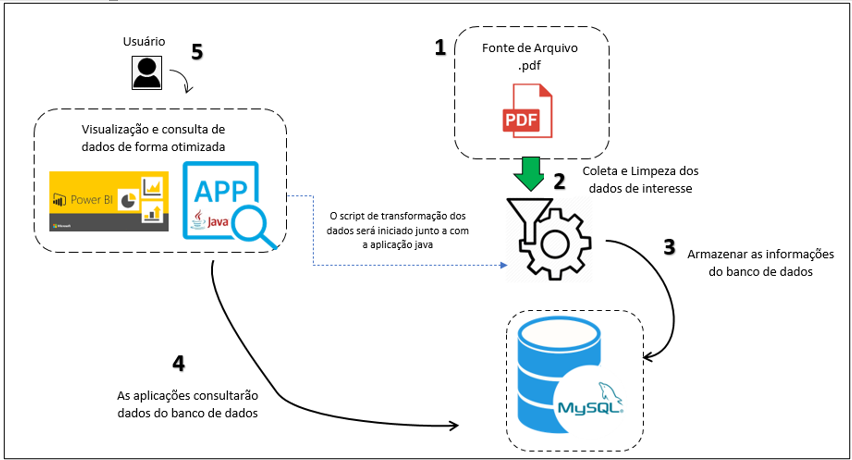 Usuário
5
Visualização e consulta de
dados de forma otimizada
Power BI
Microsoft
APP
Java
1
Fonte de Arquivo
.pdf
PDF
2
Coleta e Limpeza dos
dados de interesse
O script de transformação dos
dados será iniciado junto a com
a aplicação java
3
Armazenar as informações
do banco de dados
4
As aplicações consultarão
dados do banco de dados
MySQL